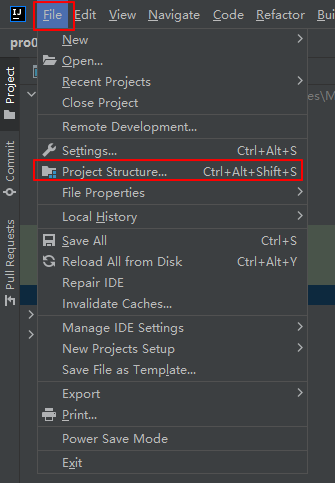 IJ File Edit View Navigate Code Refactor
pro
New
Open...
Recent Projects
Close Project
Remote Development...
Settings... Ctrl+Alt+S
Project Structure... Ctrl+Alt+Shift+S
File Properties
Local History
Save All Ctrl+S
Reload All from Disk Ctrl+Alt+Y
Repair IDE
Invalidate Caches...
Manage IDE Settings
New Projects Setup
Save File as Template...
Export
Print...
Power Save Mode
Exit
Project
Commit
Pull Requests